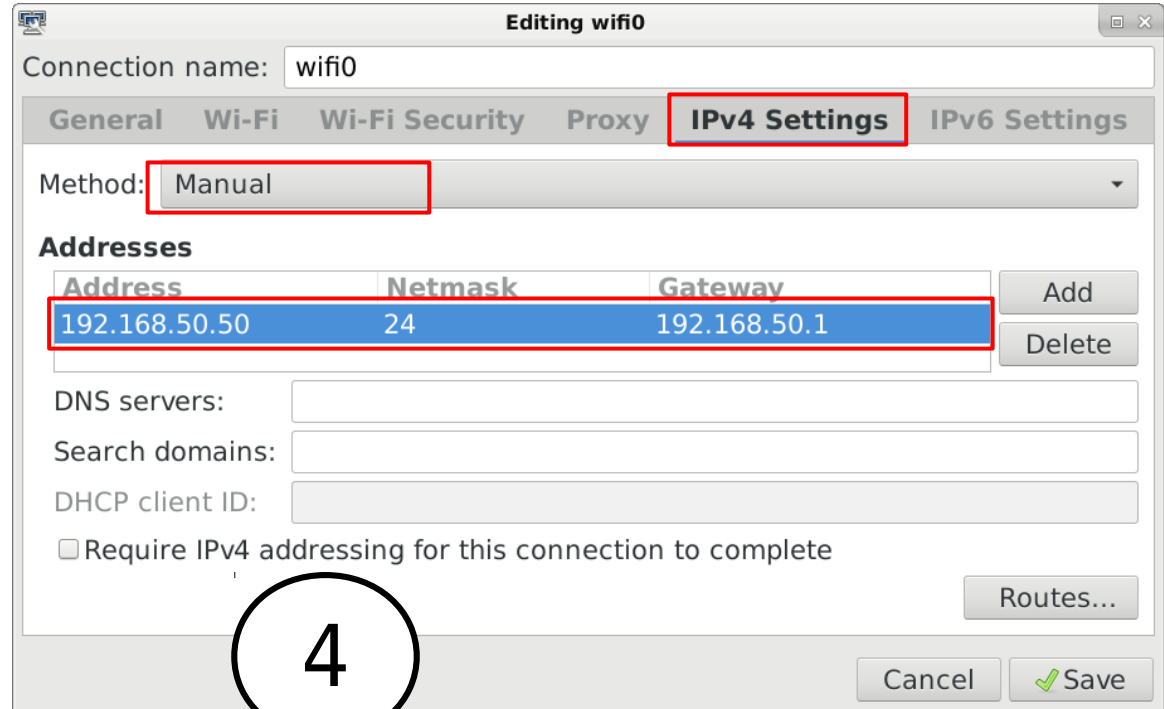 Editing wifi0
Connection name: wifi0
General Wi-Fi Wi-Fi Security Proxy IPv4 Settings IPv6 Settings
Method: Manual
Addresses
Address Netmask Gateway
192.168.50.50 24 192.168.50.1
Add
Delete
DNS servers:
Search domains:
DHCP client ID:
Require IPv4 addressing for this connection to complete
Routes...
4
Cancel Save